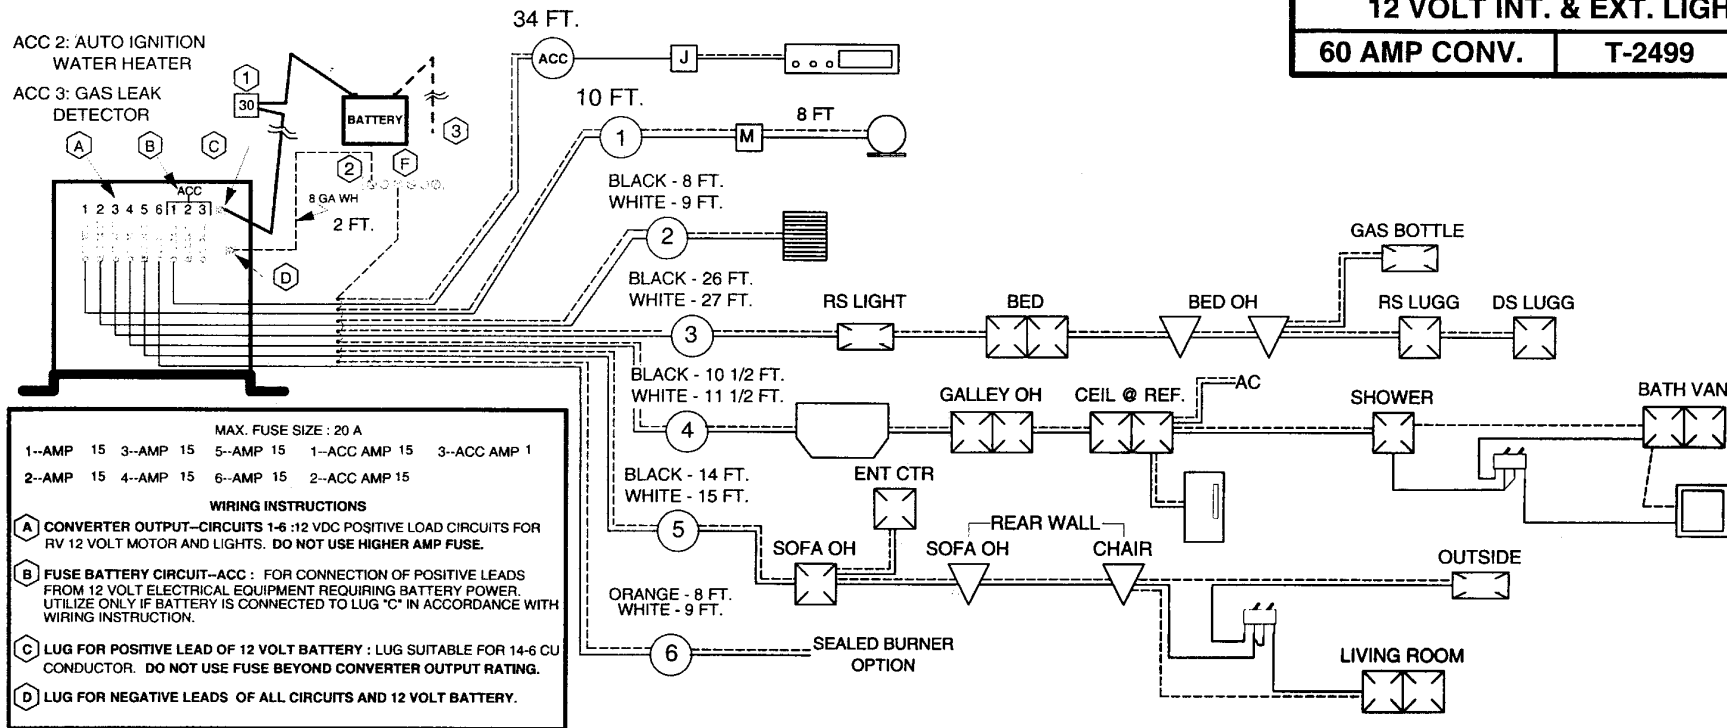 12 VOLT INT. & EXT. LIGH
60 AMP CONV. T-2499
34 FT.
ACC 2: AUTO IGNITION
WATER HEATER
ACC 3: GAS LEAK
DETECTOR
1
30
BATTERY
3
ACC
J
10 FT.
1
M
8 FT
A
B
C
2
F
ACC
1 2 3 4 5 6 1 2 3
8 GA WH
2 FT.
D
BLACK - 8 FT.
WHITE - 9 FT.
2
BLACK - 26 FT.
WHITE - 27 FT.
3
RS LIGHT
BED
BED OH
GAS BOTTLE
RS LUGG
DS LUGG
BLACK - 10 1/2 FT.
WHITE - 11 1/2 FT.
4
GALLEY OH
CEIL @ REF.
AC
SHOWER
BATH VAN
BLACK - 14 FT.
WHITE - 15 FT.
5
ENT CTR
SOFA OH
REAR WALL
SOFA OH
CHAIR
OUTSIDE
LIVING ROOM
ORANGE - 8 FT.
WHITE - 9 FT.
6
SEALED BURNER
OPTION
MAX. FUSE SIZE : 20 A
1--AMP 15 3--AMP 15 5--AMP 15 1--ACC AMP 15 3--ACC AMP 1
2--AMP 15 4--AMP 15 6--AMP 15 2--ACC AMP 15
WIRING INSTRUCTIONS
A CONVERTER OUTPUT--CIRCUITS 1-6 :12 VDC POSITIVE LOAD CIRCUITS FOR
RV 12 VOLT MOTOR AND LIGHTS. DO NOT USE HIGHER AMP FUSE.
B FUSE BATTERY CIRCUIT--ACC : FOR CONNECTION OF POSITIVE LEADS
FROM 12 VOLT ELECTRICAL EQUIPMENT REQUIRING BATTERY POWER.
UTILIZE ONLY IF BATTERY IS CONNECTED TO LUG "C" IN ACCORDANCE WITH
WIRING INSTRUCTION.
C LUG FOR POSITIVE LEAD OF 12 VOLT BATTERY : LUG SUITABLE FOR 14-6 CU
CONDUCTOR. DO NOT USE FUSE BEYOND CONVERTER OUTPUT RATING.
D LUG FOR NEGATIVE LEADS OF ALL CIRCUITS AND 12 VOLT BATTERY.